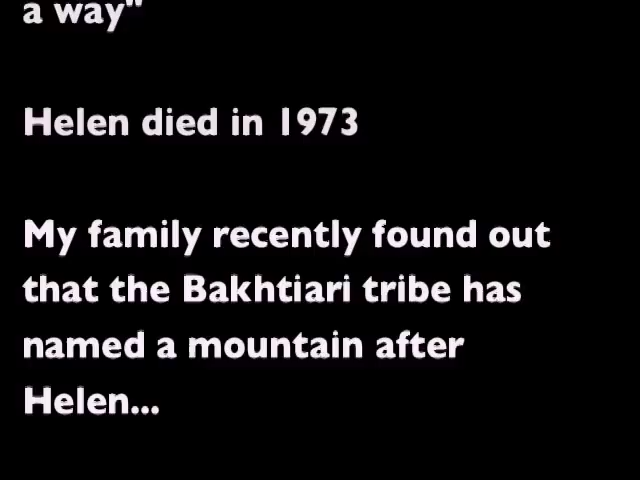 a way"
Helen died in 1973
My family recently found out
that the Bakhtiari tribe has
named a mountain after
Helen...